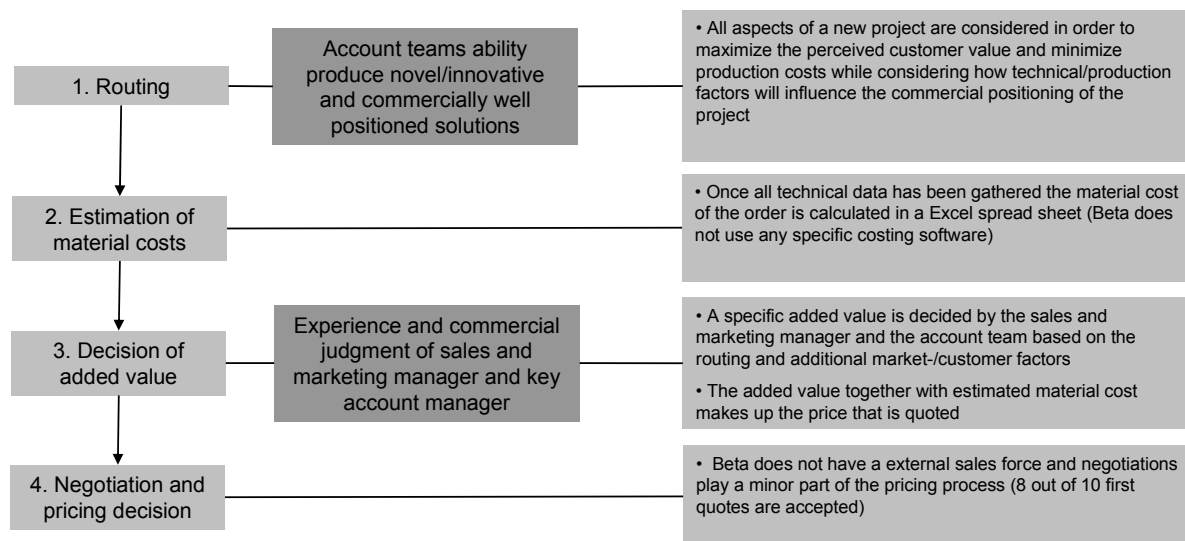 1. Routing
Account teams ability
produce novel/innovative
and commercially well
positioned solutions
• All aspects of a new project are considered in order to
maximize the perceived customer value and minimize
production costs while considering how technical/production
factors will influence the commercial positioning of the
project
2. Estimation of
material costs
• Once all technical data has been gathered the material cost
of the order is calculated in a Excel spread sheet (Beta does
not use any specific costing software)
3. Decision of
added value
Experience and commercial
judgment of sales and
marketing manager and key
account manager
• A specific added value is decided by the sales and
marketing manager and the account team based on the
routing and additional market-/customer factors
• The added value together with estimated material cost
makes up the price that is quoted
4. Negotiation and
pricing decision
• Beta does not have a external sales force and negotiations
play a minor part of the pricing process (8 out of 10 first
quotes are accepted)